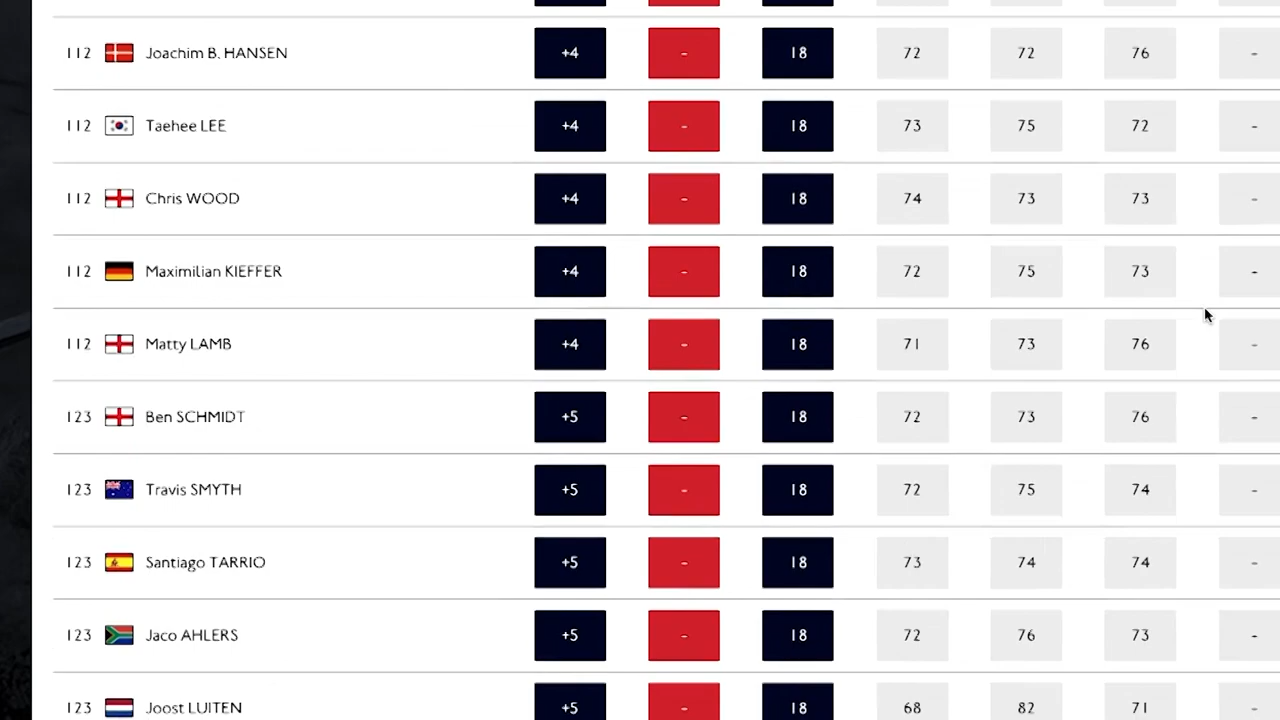 112 Joachim B. HANSEN +4 - 18 72 72 76 -
112 Taehee LEE +4 - 18 73 75 72 -
112 Chris WOOD +4 - 18 74 73 73 -
112 Maximilian KIEFFER +4 - 18 72 75 73 -
112 Matty LAMB +4 - 18 71 73 76 -
123 Ben SCHMIDT +5 - 18 72 73 76 -
123 Travis SMYTH +5 - 18 72 75 74 -
123 Santiago TARRIO +5 - 18 73 74 74 -
123 Jaco AHLERS +5 - 18 72 76 73 -
123 Joost LUITEN +5 - 18 68 82 71 -